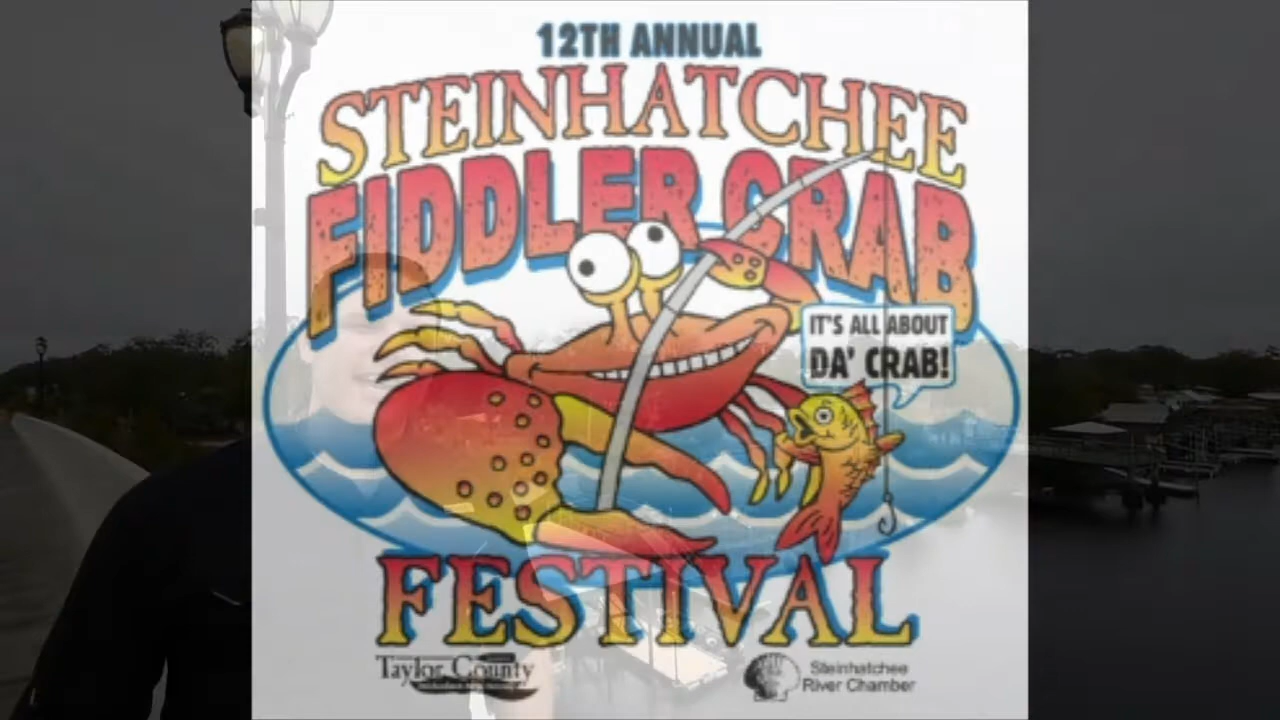 12TH ANNUAL
STEINHATCHEE
FIDDLER CRAB
IT'S ALL ABOUT
DA' CRAB!
FESTIVAL
Taylor County
Steinhatchee
River Chamber